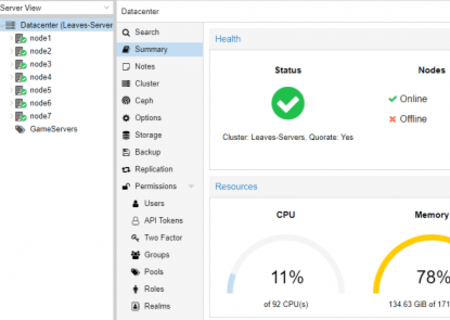 Server View
Datacenter (Leaves-Server
node1
node2
node3
node4
node5
node6
node7
GameServers
Datacenter
Search
Summary
Notes
Cluster
Ceph
Options
Storage
Backup
Replication
Permissions
Users
API Tokens
Two Factor
Groups
Pools
Roles
Realms
Health
Status
Nodes
Online
Offline
Cluster: Leaves-Servers, Quorate: Yes
Resources
CPU
Memory
11%
78%
of 92 CPU(s)
134.63 GiB of 171